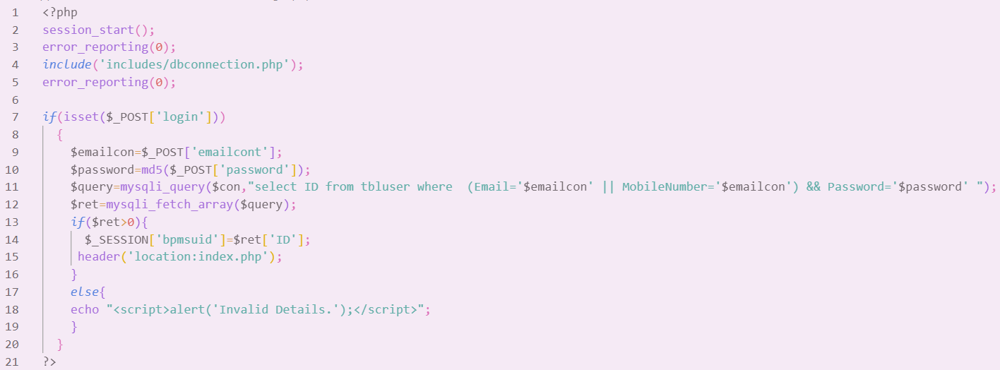 1 <?php
2 session_start();
3 error_reporting(0);
4 include('includes/dbconnection.php');
5 error_reporting(0);
6
7 if(isset($_POST['login']))
8 {
9 $emailcon=$_POST['emailcont'];
10 $password=md5($_POST['password']);
11 $query=mysqli_query($con,"select ID from tbluser where  (Email='$emailcon' || MobileNumber='$emailcon') && Password='$password' ");
12 $ret=mysqli_fetch_array($query);
13 if($ret>0){
14 $_SESSION['bpmsuid']=$ret['ID'];
15 header('location:index.php');
16 }
17 else{
18 echo "<script>alert('Invalid Details.');</script>";
19 }
20 }
21 ?>